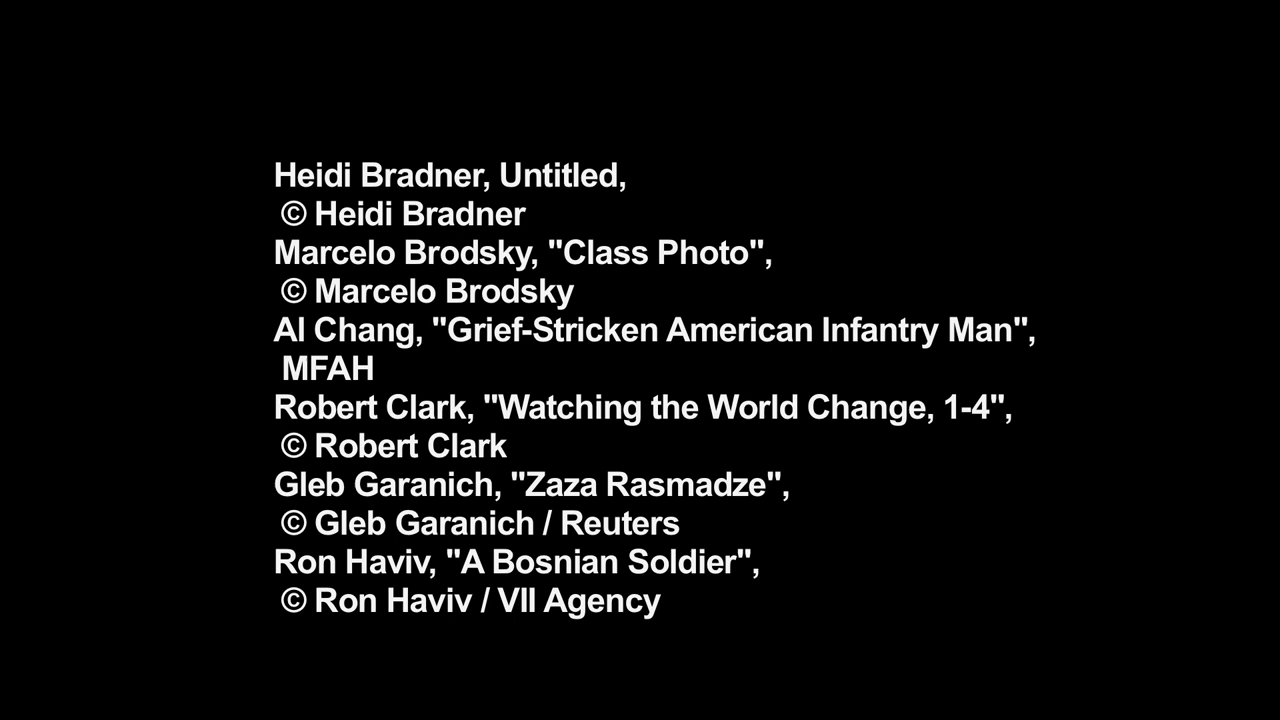 Heidi Bradner, Untitled,
© Heidi Bradner
Marcelo Brodsky, "Class Photo",
© Marcelo Brodsky
Al Chang, "Grief-Stricken American Infantry Man",
MFAH
Robert Clark, "Watching the World Change, 1-4",
© Robert Clark
Gleb Garanich, "Zaza Rasmadze",
© Gleb Garanich / Reuters
Ron Haviv, "A Bosnian Soldier",
© Ron Haviv / VII Agency